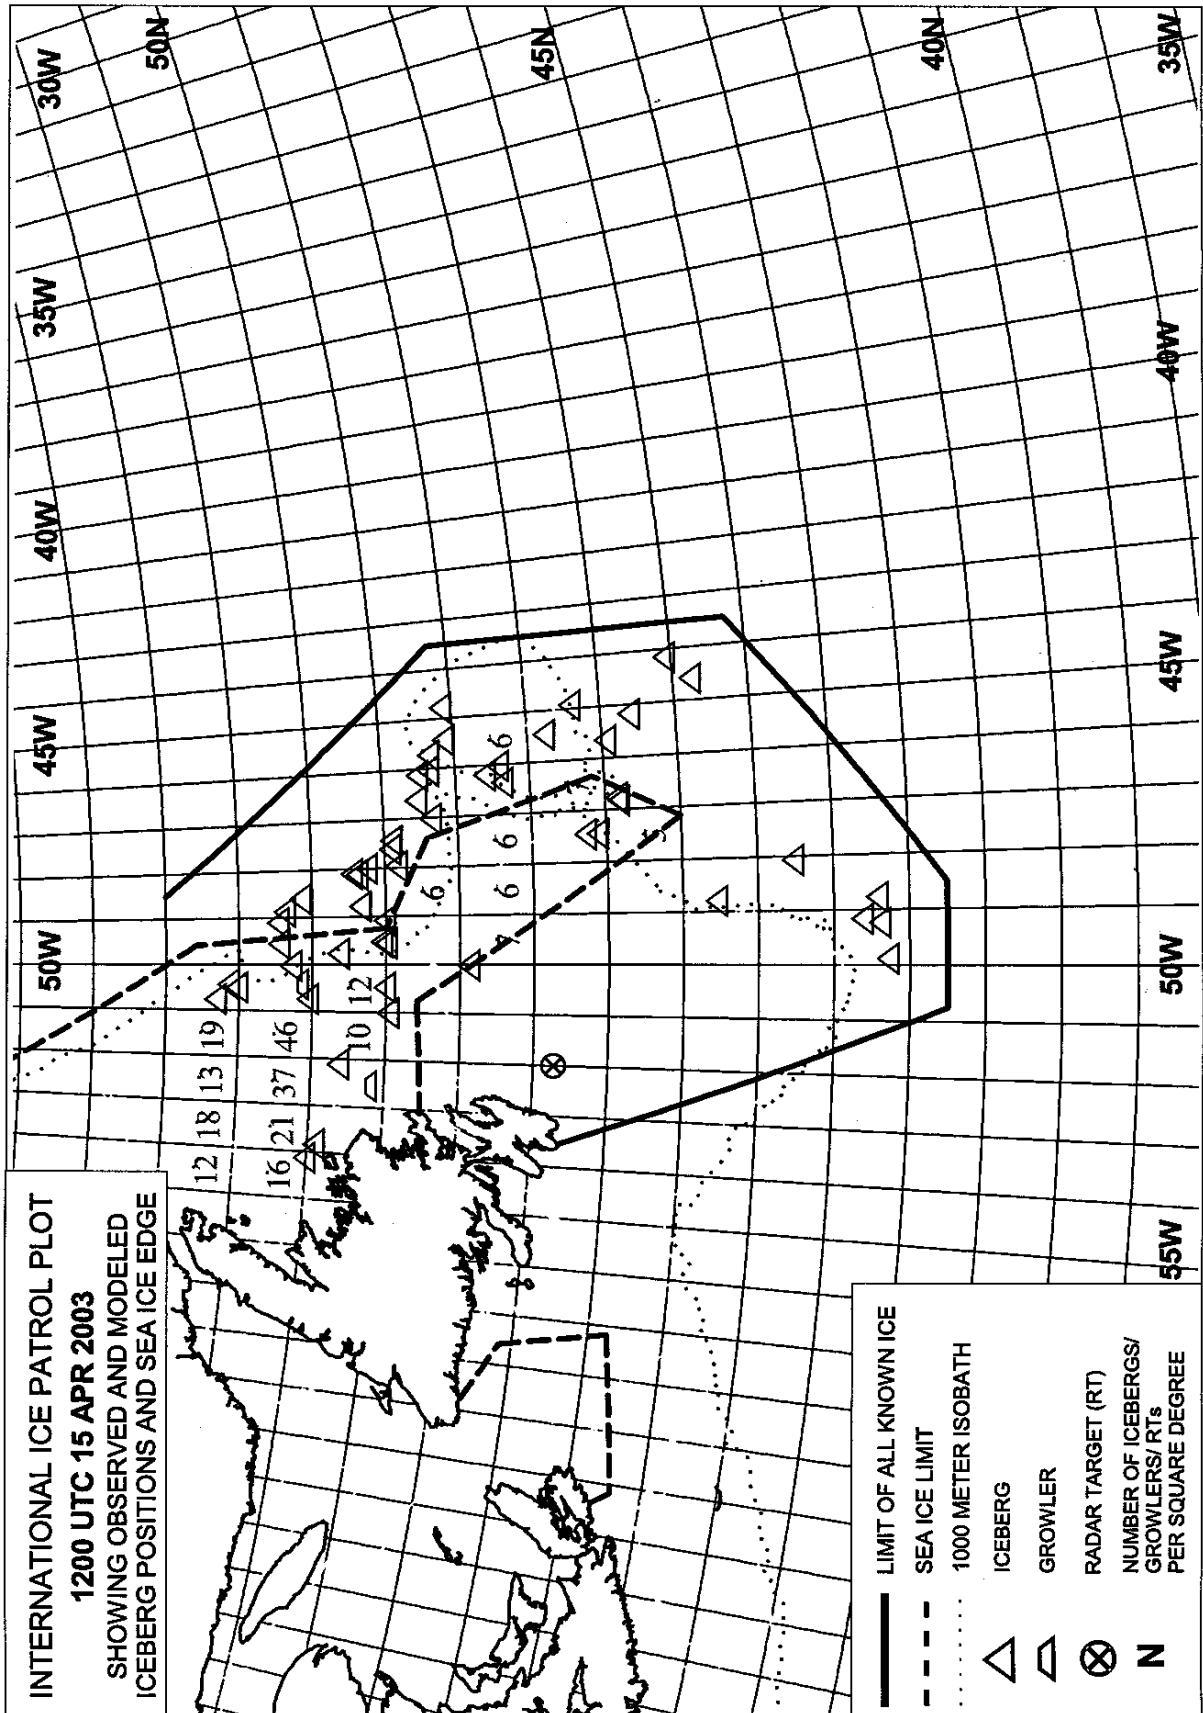 INTERNATIONAL ICE PATROL PLOT
1200 UTC 15 APR 2003
SHOWING OBSERVED AND MODELED
ICEBERG POSITIONS AND SEA ICE EDGE
50W
45W
40W
35W
30W
50N
45N
40N
35W
40W
45W
50W
55W
12 18 13 19
16 21 37 46
10 12
6
4 6 6 6
7
5
LIMIT OF ALL KNOWN ICE
SEA ICE LIMIT
1000 METER ISOBATH
ICEBERG
GROWLER
RADAR TARGET (RT)
N NUMBER OF ICEBERGS/
GROWLERS/ RTs
PER SQUARE DEGREE